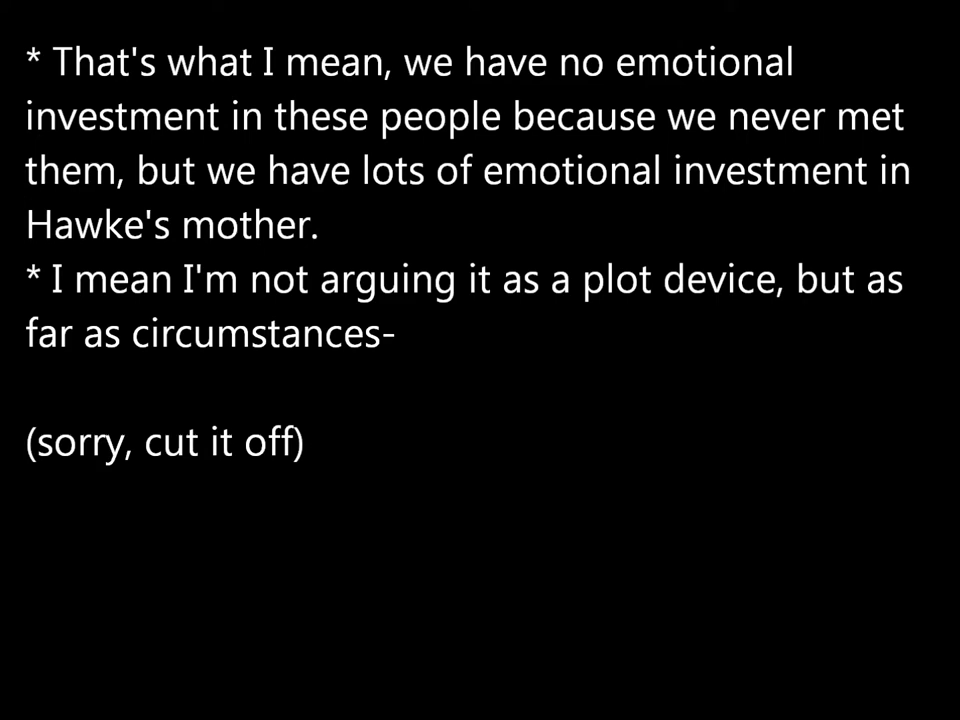 * That's what I mean, we have no emotional
investment in these people because we never met
them, but we have lots of emotional investment in
Hawke's mother.
* I mean I'm not arguing it as a plot device, but as
far as circumstances-
(sorry, cut it off)